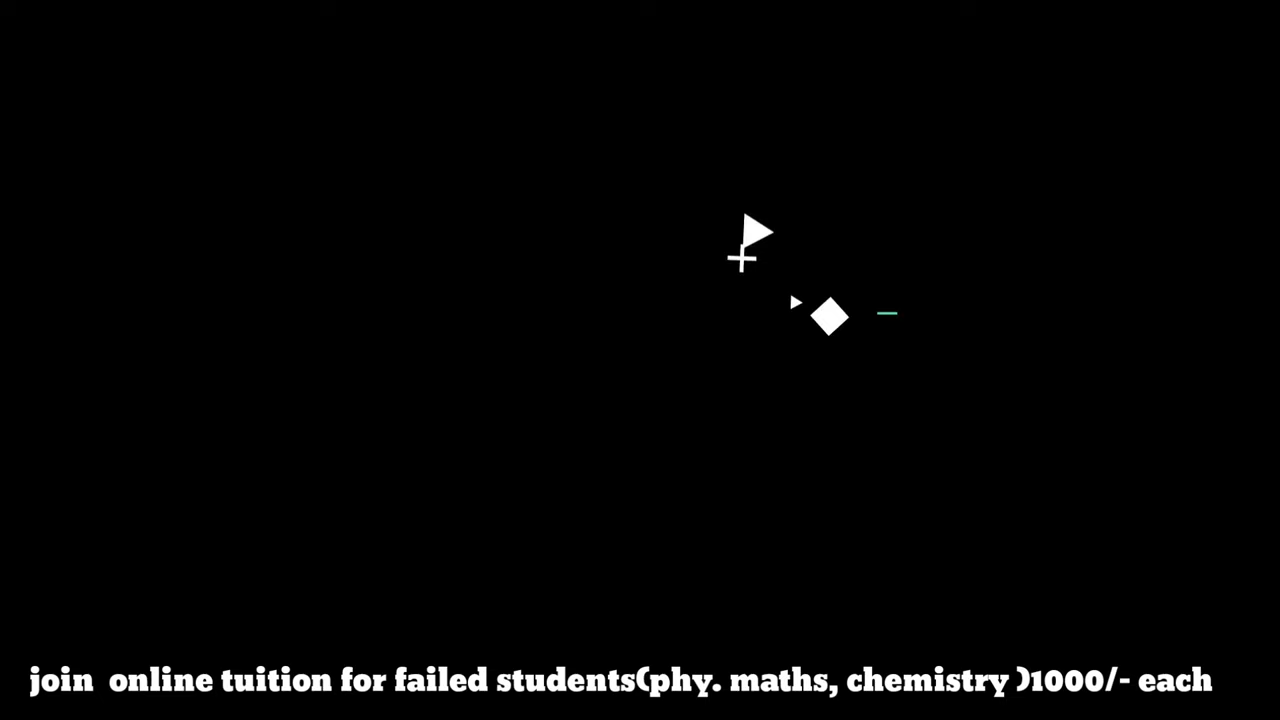 join  online tuition for failed students(phy. maths, chemistry )1000/- each